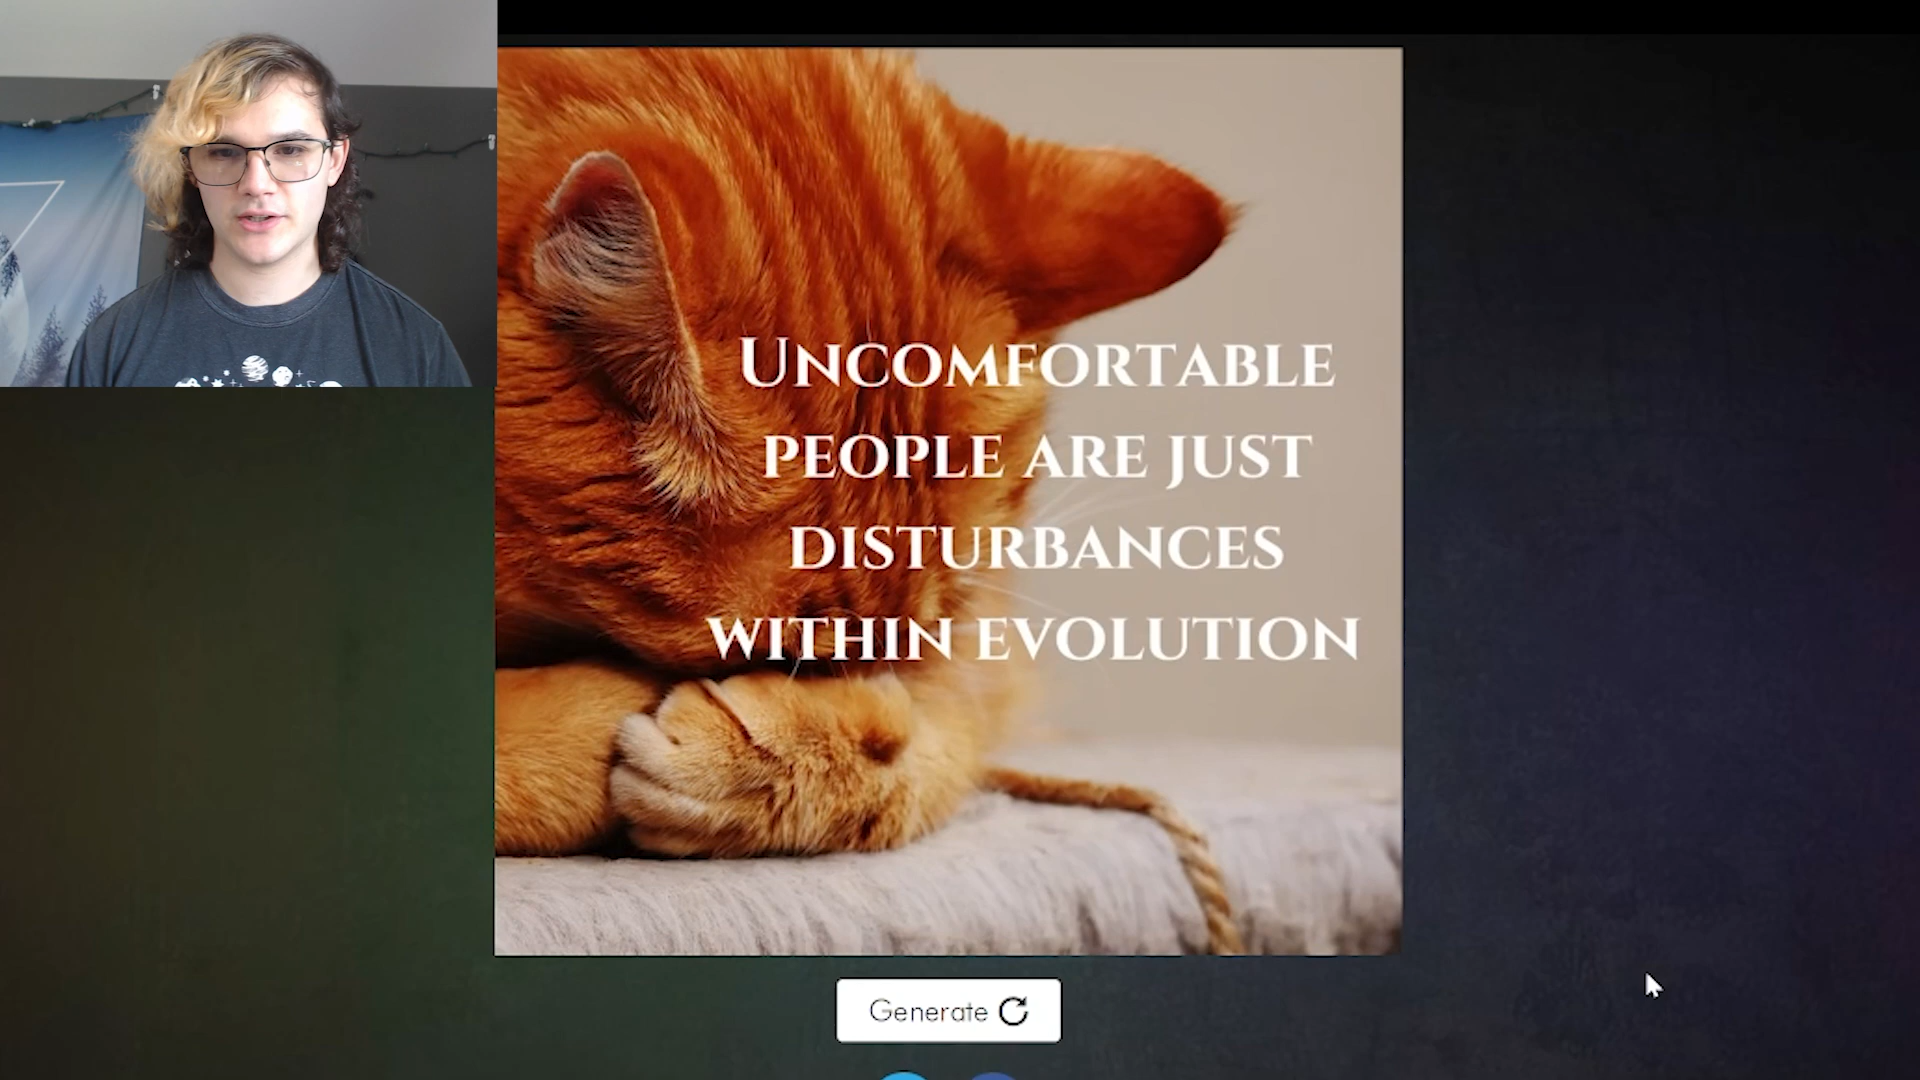 Uncomfortable
people are just
disturbances
within evolution
Generate